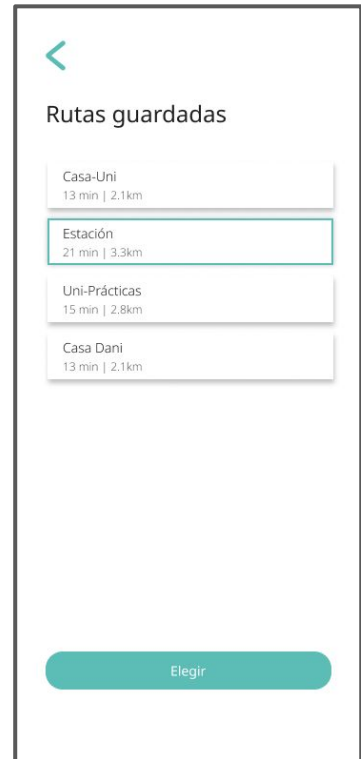 Rutas guardadas
Casa-Uni
13 min | 2.1km
Estación
21 min | 3.3km
Uni-Prácticas
15 min | 2.8km
Casa Dani
13 min | 2.1km
Elegir